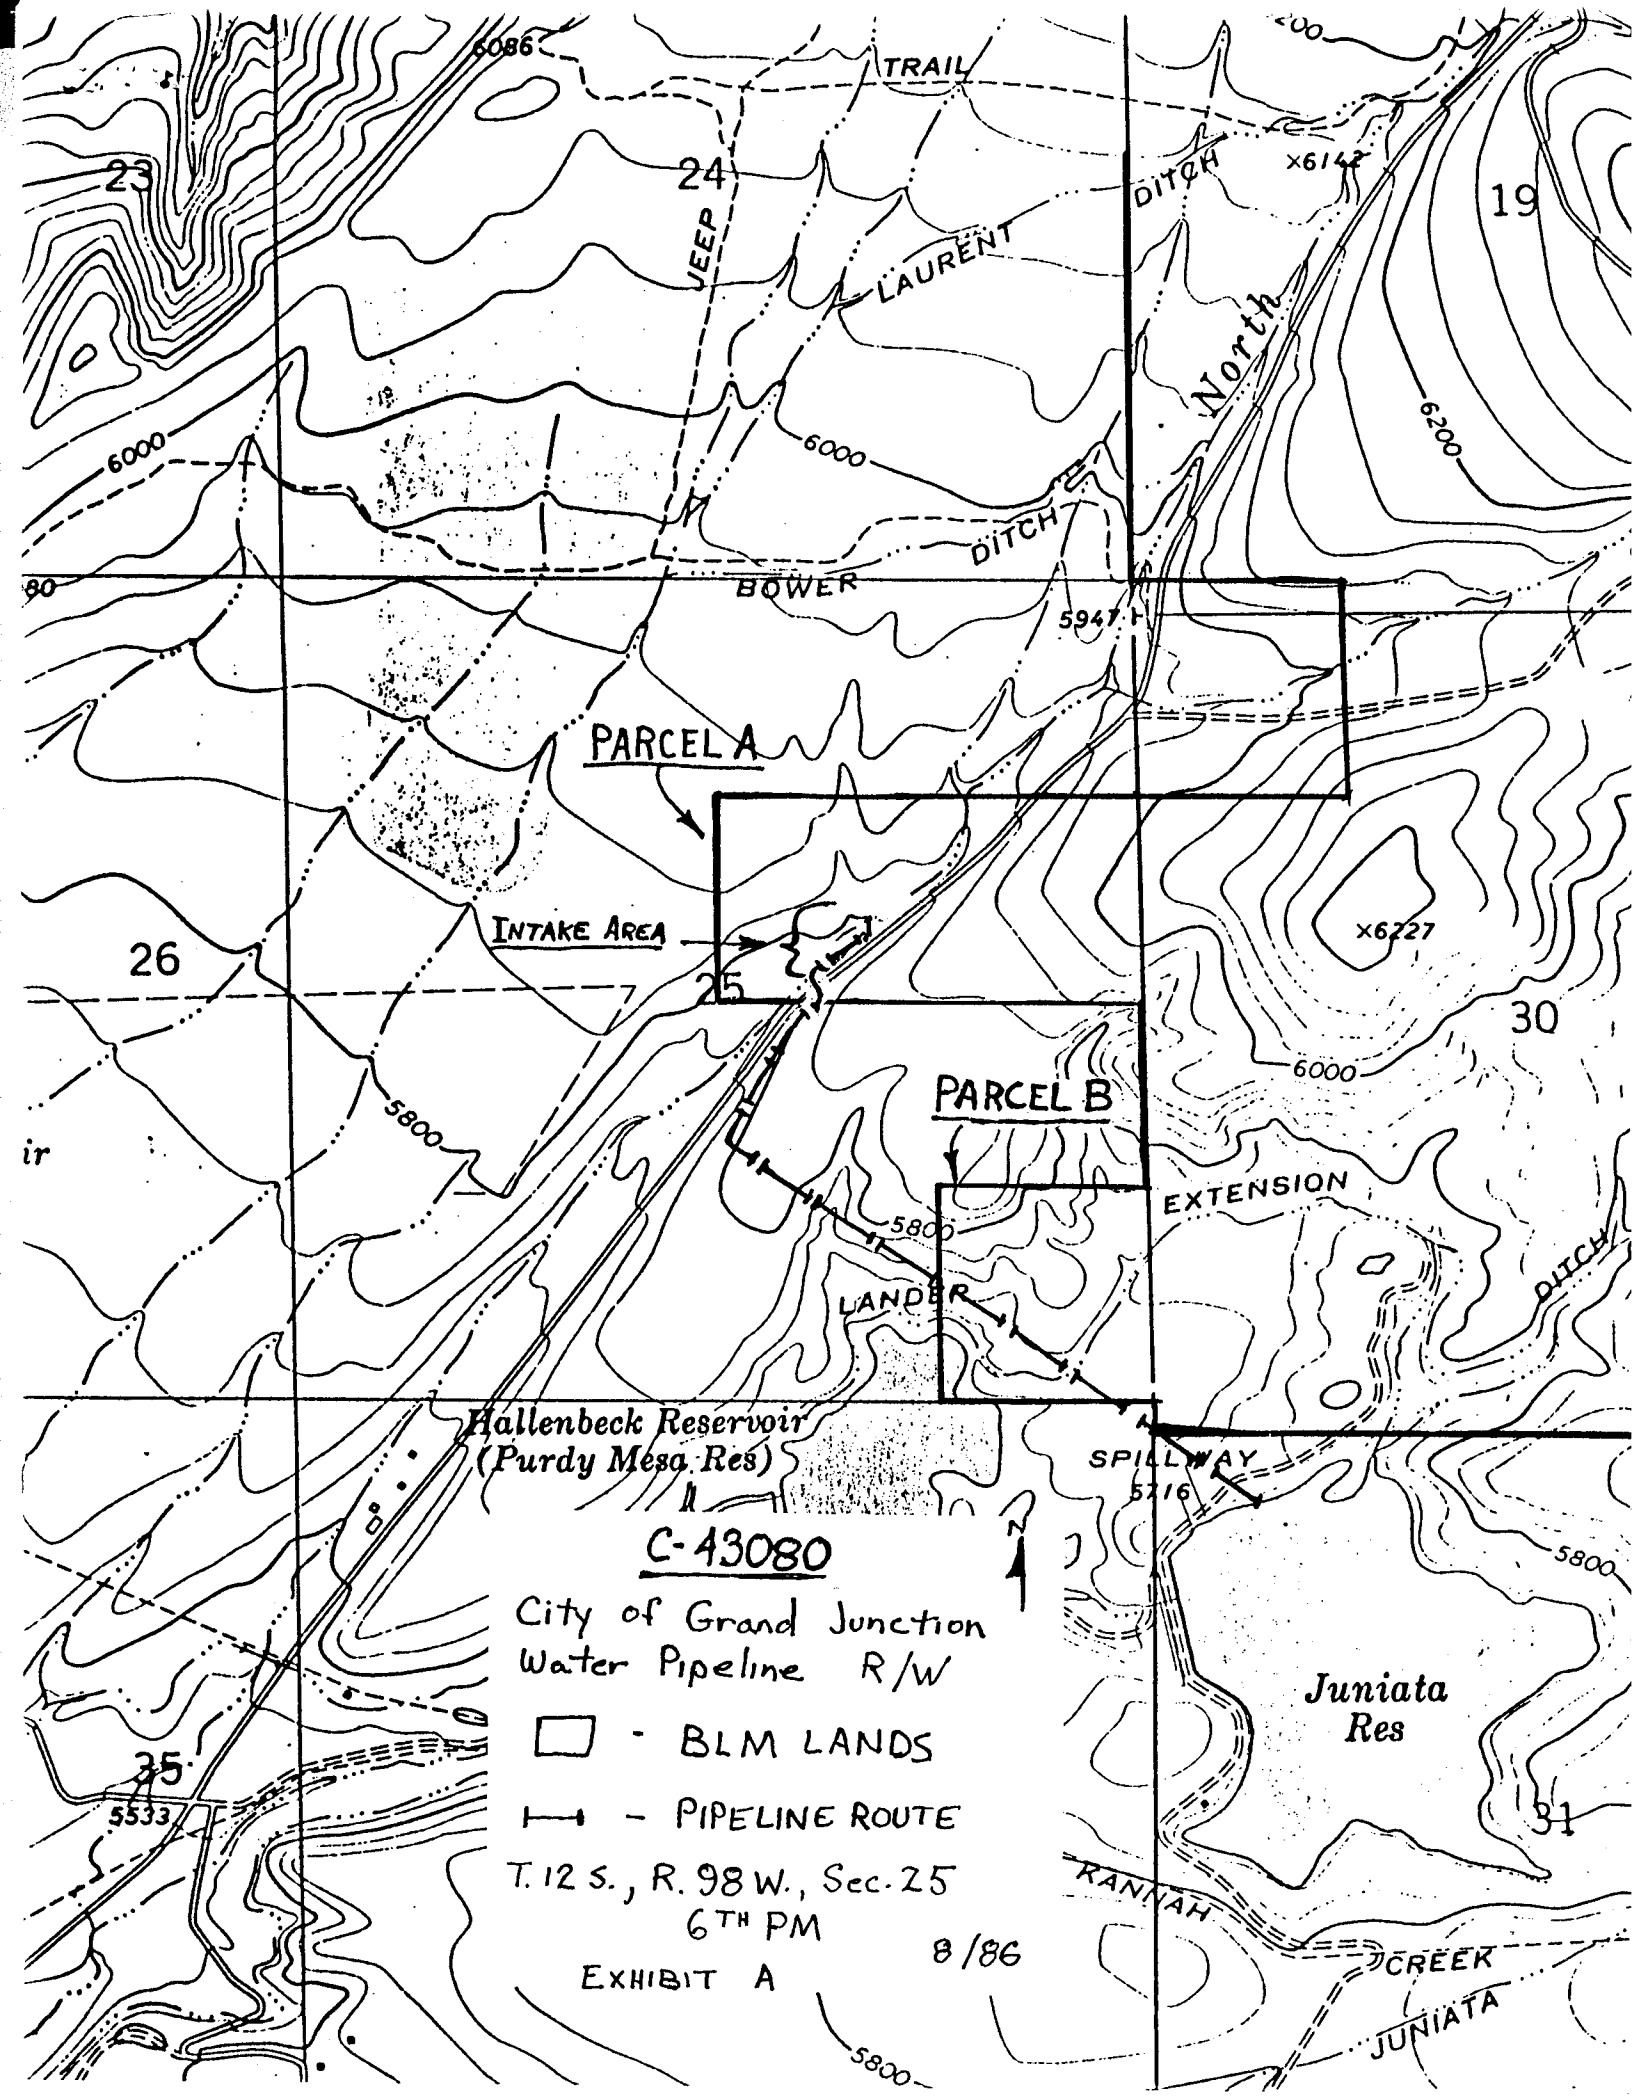 6086
TRAIL
200
23
24
DITCH
×6142
19
JEEP
LAURENT
North
6000
6000
6200
DITCH
80
BOWER
5947
PARCEL A
INTAKE AREA
×6227
26
25
30
6000
PARCEL B
5800
ir
EXTENSION
5800
DITCH
LANDER
Hallenbeck Reservoir
(Purdy Mesa Res)
SPILLWAY
5716
C-43080
N
5800
City of Grand Junction
Water Pipeline R/W
Juniata
Res
- BLM LANDS
35
5533
- PIPELINE ROUTE
31
T. 12 S., R. 98 W., Sec. 25
6TH PM
KANNAH
8/86
CREEK
EXHIBIT A
JUNIATA
5800